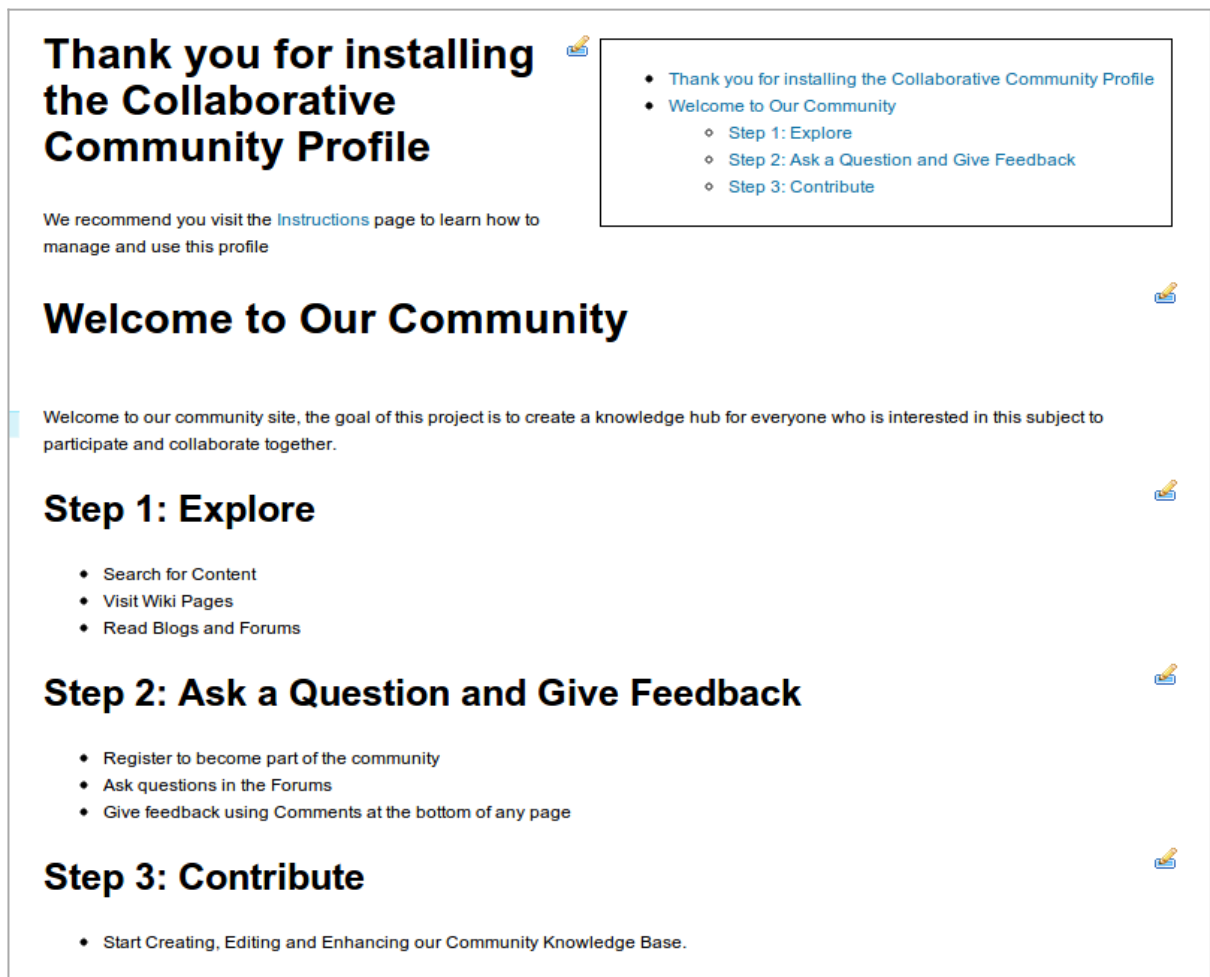 Thank you for installing
the Collaborative
Community Profile
Thank you for installing the Collaborative Community Profile
Welcome to Our Community
Step 1: Explore
Step 2: Ask a Question and Give Feedback
Step 3: Contribute
We recommend you visit the Instructions page to learn how to
manage and use this profile
Welcome to Our Community
Welcome to our community site, the goal of this project is to create a knowledge hub for everyone who is interested in this subject to
participate and collaborate together.
Step 1: Explore
Search for Content
Visit Wiki Pages
Read Blogs and Forums
Step 2: Ask a Question and Give Feedback
Register to become part of the community
Ask questions in the Forums
Give feedback using Comments at the bottom of any page
Step 3: Contribute
Start Creating, Editing and Enhancing our Community Knowledge Base.